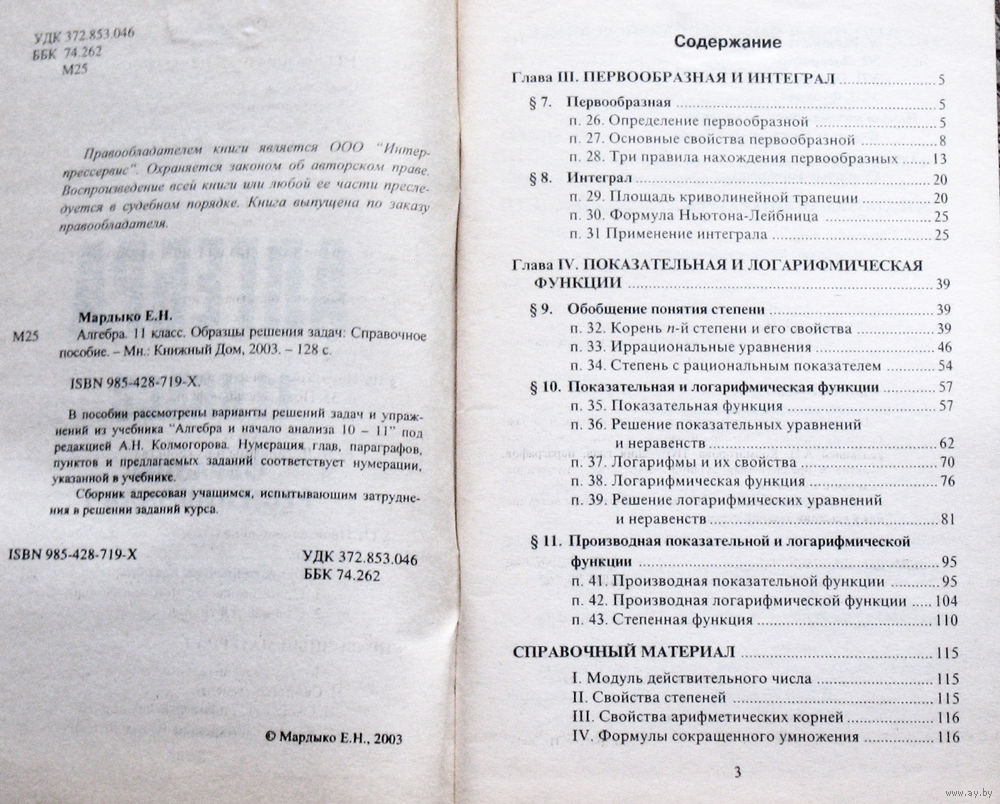 УДК 372.853.046
ББК 74.262
М25
Правообладателем книги является ООО "Интер-
прессервис". Охраняется законом об авторском праве.
Воспроизведение всей книги или любой ее части пресле-
дуется в судебном порядке. Книга выпущена по заказу
правообладателя.
Мардыко Е.Н.
М25 Алгебра. 11 класс. Образцы решения задач: Справочное
пособие. – Мн.: Книжный Дом, 2003. – 128 с.
ISBN 985-428-719-X.
В пособии рассмотрены варианты решений задач и упраж-
нений из учебника "Алгебра и начало анализа 10 – 11" под
редакцией А.Н. Колмогорова. Нумерация глав, параграфов,
пунктов и предлагаемых заданий соответствует нумерации,
указанной в учебнике.
Сборник адресован учащимся, испытывающим затрудне-
ния в решении заданий курса.
ISBN 985-428-719-X
УДК 372.853.046
ББК 74.262
© Мардыко Е.Н., 2003
Содержание
Глава III. ПЕРВООБРАЗНАЯ И ИНТЕГРАЛ ..... 5
§ 7. Первообразная ..... 5
п. 26. Определение первообразной ..... 5
п. 27. Основные свойства первообразной ..... 8
п. 28. Три правила нахождения первообразных ..... 13
§ 8. Интеграл ..... 20
п. 29. Площадь криволинейной трапеции ..... 20
п. 30. Формула Ньютона-Лейбница ..... 25
п. 31 Применение интеграла ..... 25
Глава IV. ПОКАЗАТЕЛЬНАЯ И ЛОГАРИФМИЧЕСКАЯ
ФУНКЦИИ ..... 39
§ 9. Обобщение понятия степени ..... 39
п. 32. Корень n-й степени и его свойства ..... 39
п. 33. Иррациональные уравнения ..... 46
п. 34. Степень с рациональным показателем ..... 54
§ 10. Показательная и логарифмическая функции ..... 57
п. 35. Показательная функция ..... 57
п. 36. Решение показательных уравнений
и неравенств ..... 62
п. 37. Логарифмы и их свойства ..... 70
п. 38. Логарифмическая функция ..... 76
п. 39. Решение логарифмических уравнений
и неравенств ..... 81
§ 11. Производная показательной и логарифмической
функции ..... 95
п. 41. Производная показательной функции ..... 95
п. 42. Производная логарифмической функции ..... 104
п. 43. Степенная функция ..... 110
СПРАВОЧНЫЙ МАТЕРИАЛ ..... 115
I. Модуль действительного числа ..... 115
II. Свойства степеней ..... 115
III. Свойства арифметических корней ..... 116
IV. Формулы сокращенного умножения ..... 116
3
www.ay.by